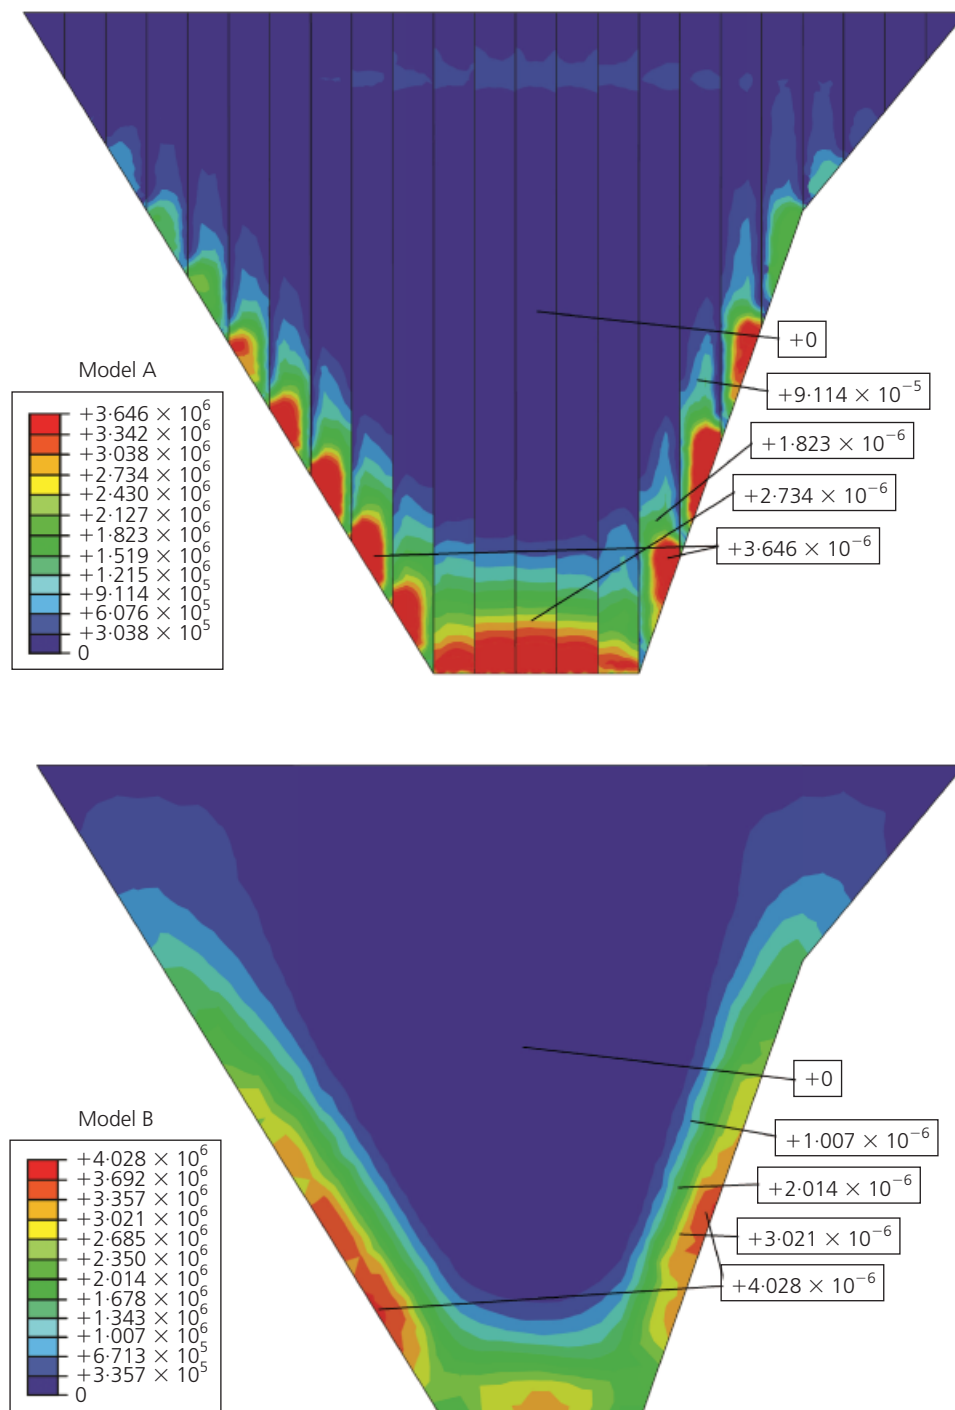 +0
Model A
+9·114 × 10⁻⁵
+3·646 × 10⁶
+3·342 × 10⁶
+3·038 × 10⁶
+2·734 × 10⁶
+2·430 × 10⁶
+2·127 × 10⁶
+1·823 × 10⁶
+1·519 × 10⁶
+1·215 × 10⁶
+9·114 × 10⁵
+6·076 × 10⁵
+3·038 × 10⁵
0
+1·823 × 10⁻⁶
+2·734 × 10⁻⁶
+3·646 × 10⁻⁶
+0
Model B
+1·007 × 10⁻⁶
+4·028 × 10⁶
+3·692 × 10⁶
+3·357 × 10⁶
+3·021 × 10⁶
+2·685 × 10⁶
+2·350 × 10⁶
+2·014 × 10⁶
+1·678 × 10⁶
+1·343 × 10⁶
+1·007 × 10⁶
+6·713 × 10⁵
+3·357 × 10⁵
0
+2·014 × 10⁻⁶
+3·021 × 10⁻⁶
+4·028 × 10⁻⁶